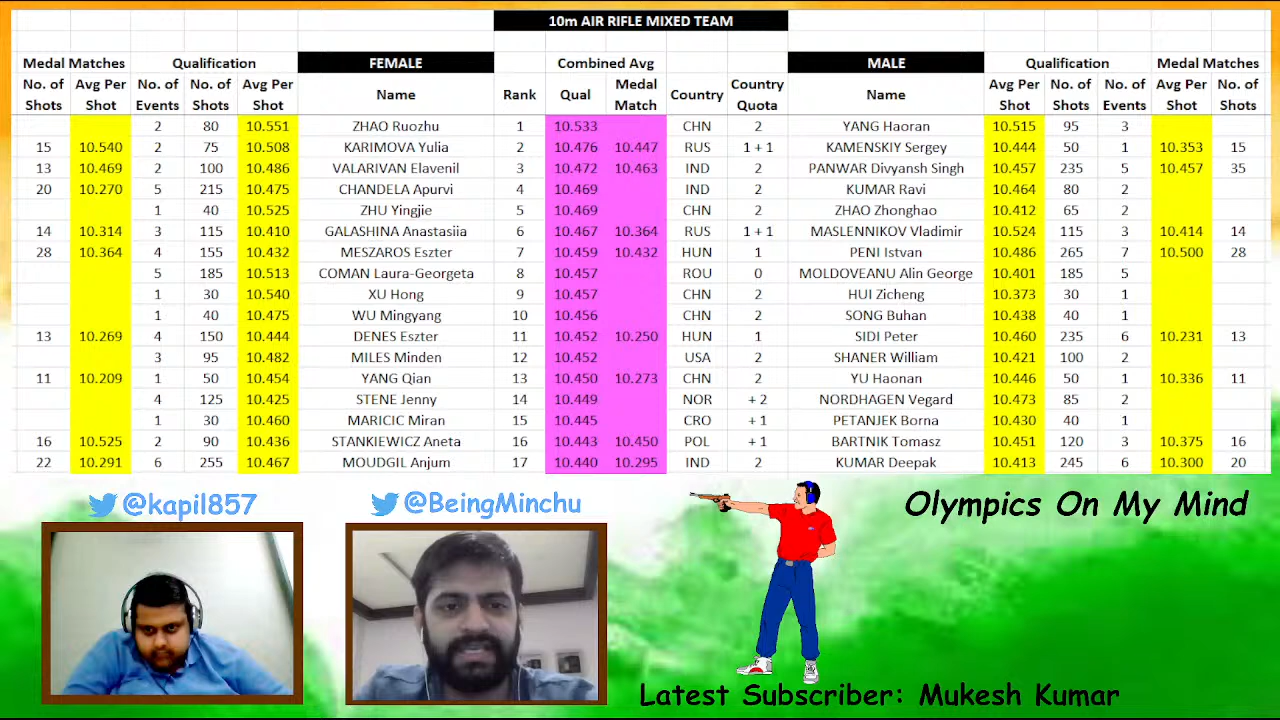 10m AIR RIFLE MIXED TEAM
Medal Matches Qualification FEMALE Combined Avg MALE Qualification Medal Matches
No. of Shots Avg Per Shot No. of Events No. of Shots Avg Per Shot Name Rank Qual Medal Match Country Country Quota Name Avg Per Shot No. of Shots No. of Events Avg Per Shot No. of Shots
2 80 10.551 ZHAO Ruozhu 1 10.533 CHN 2 YANG Haoran 10.515 95 3
15 10.540 2 75 10.508 KARIMOVA Yulia 2 10.476 10.447 RUS 1 + 1 KAMENSKIY Sergey 10.444 50 1 10.353 15
13 10.469 2 100 10.486 VALARIVAN Elavenil 3 10.472 10.463 IND 2 PANWAR Divyansh Singh 10.457 235 5 10.457 35
20 10.270 5 215 10.475 CHANDELA Apurvi 4 10.469 IND 2 KUMAR Ravi 10.464 80 2
1 40 10.525 ZHU Yingjie 5 10.469 CHN 2 ZHAO Zhonghao 10.412 65 2
14 10.314 3 115 10.410 GALASHINA Anastasiia 6 10.467 10.364 RUS 1 + 1 MASLENNIKOV Vladimir 10.524 115 3 10.414 14
28 10.364 4 155 10.432 MESZAROS Eszter 7 10.459 10.432 HUN 1 PENI Istvan 10.486 265 7 10.500 28
5 185 10.513 COMAN Laura-Georgeta 8 10.457 ROU 0 MOLDOVEANU Alin George 10.401 185 5
1 30 10.540 XU Hong 9 10.457 CHN 2 HUI Zicheng 10.373 30 1
1 40 10.475 WU Mingyang 10 10.456 CHN 2 SONG Buhan 10.438 40 1
13 10.269 4 150 10.444 DENES Eszter 11 10.452 10.250 HUN 1 SIDI Peter 10.460 235 6 10.231 13
3 95 10.482 MILES Minden 12 10.452 USA 2 SHANER William 10.421 100 2
11 10.209 1 50 10.454 YANG Qian 13 10.450 10.273 CHN 2 YU Haonan 10.446 50 1 10.336 11
4 125 10.425 STENE Jenny 14 10.449 NOR + 2 NORDHAGEN Vegard 10.473 85 2
1 30 10.460 MARICIC Miran 15 10.445 CRO + 1 PETANJEK Borna 10.430 40 1
16 10.525 2 90 10.436 STANKIEWICZ Aneta 16 10.443 10.450 POL + 1 BARTNIK Tomasz 10.451 120 3 10.375 16
22 10.291 6 255 10.467 MOUDGIL Anjum 17 10.440 10.295 IND 2 KUMAR Deepak 10.413 245 6 10.300 20
@kapil857 @BeingMinchu Olympics On My Mind
Latest Subscriber: Mukesh Kumar